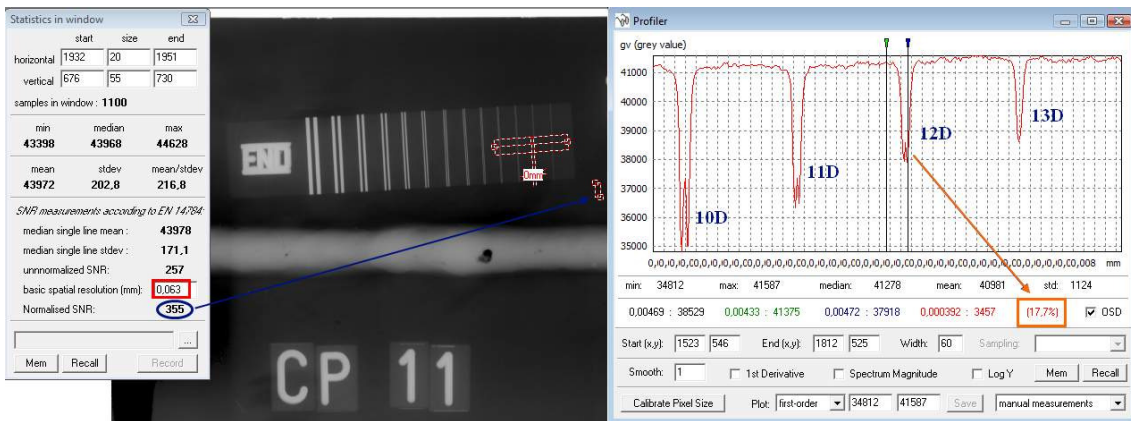 Statistics in window
start size end
horizontal 1932 20 1951
vertical 676 55 730
samples in window : 1100
min median max
43398 43968 44628
mean stdev mean/stdev
43972 202,8 216,8
SNR measurements according to EN 14784:
median single line mean : 43978
median single line stdev : 171,1
unnnormalized SNR: 257
basic spatial resolution (mm): 0,063
Normalised SNR: 355
...
Mem Recall Record
END
0mm
CP 11
Profiler
gv (grey value)
41000
40000
39000
38000
37000
36000
35000
10D
11D
12D
13D
mm
min: 34812 max: 41587 median: 41278 mean: 40981 std: 1124
0,00469 : 38529 0,00433 : 41375 0,00472 : 37918 0,000392 : 3457 (17,7%) OSD
Start (x,y): 1523 546 End (x,y): 1812 525 Width: 60 Sampling:
Smooth: 1 1st Derivative Spectrum Magnitude Log Y Mem Recall
Calibrate Pixel Size Plot: first-order 34812 41587 Save manual measurements